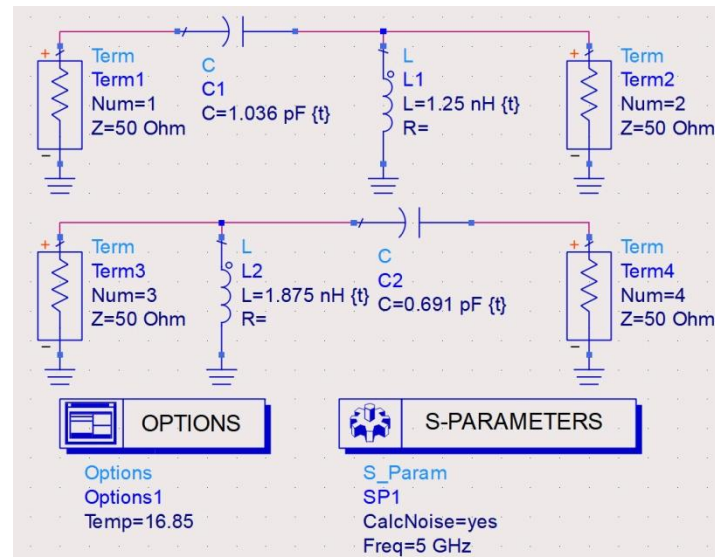 +
Term
Term1
Num=1
Z=50 Ohm
-
C
C1
C=1.036 pF {t}
L
L1
L=1.25 nH {t}
R=
+
Term
Term2
Num=2
Z=50 Ohm
-
+
Term
Term3
Num=3
Z=50 Ohm
-
L
L2
L=1.875 nH {t}
R=
C
C2
C=0.691 pF {t}
+
Term
Term4
Num=4
Z=50 Ohm
-
OPTIONS
Options
Options1
Temp=16.85
S-PARAMETERS
S_Param
SP1
CalcNoise=yes
Freq=5 GHz